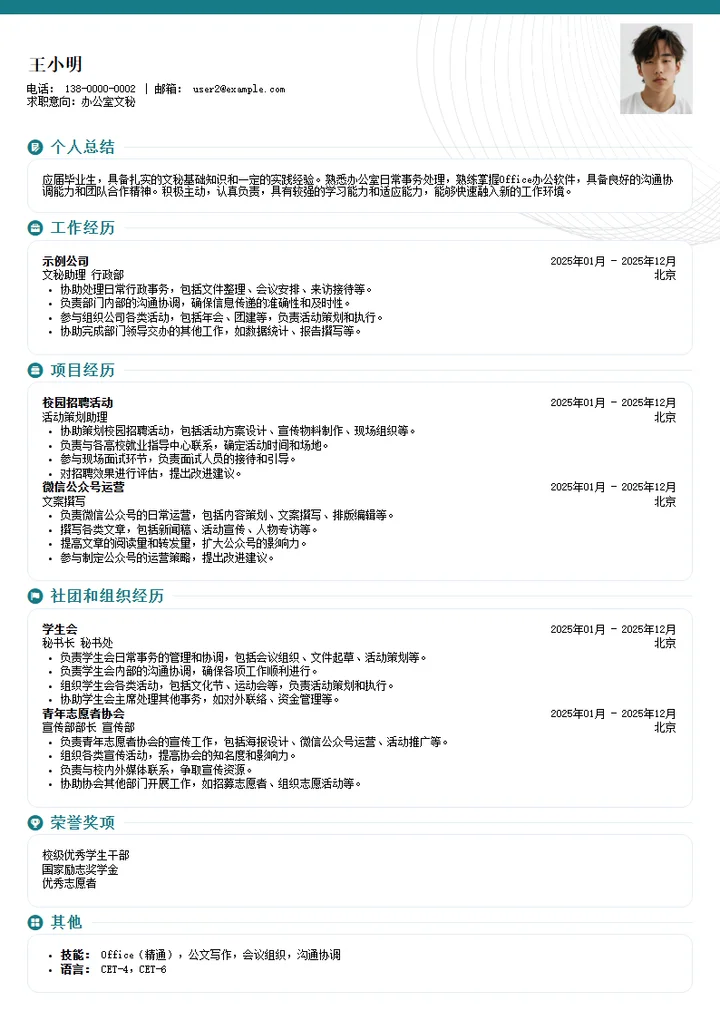 王小明
电话： 138-0000-0002 | 邮箱： user2@example.com
求职意向：办公室文秘
个人总结
应届毕业生，具备扎实的文秘基础知识和一定的实践经验。熟悉办公室日常事务处理，熟练掌握Office办公软件，具备良好的沟通协
调能力和团队合作精神。积极主动，认真负责，具有较强的学习能力和适应能力，能够快速融入新的工作环境。
工作经历
示例公司 2025年01月 - 2025年12月
文秘助理 行政部 北京
• 协助处理日常行政事务，包括文件整理、会议安排、来访接待等。
• 负责部门内部的沟通协调，确保信息传递的准确性和及时性。
• 参与组织公司各类活动，包括年会、团建等，负责活动策划和执行。
• 协助完成部门领导交办的其他工作，如数据统计、报告撰写等。
项目经历
校园招聘活动 2025年01月 - 2025年12月
活动策划助理 北京
• 协助策划校园招聘活动，包括活动方案设计、宣传物料制作、现场组织等。
• 负责与各高校就业指导中心联系，确定活动时间和场地。
• 参与现场面试环节，负责面试人员的接待和引导。
• 对招聘效果进行评估，提出改进建议。
微信公众号运营 2025年01月 - 2025年12月
文案撰写 北京
• 负责微信公众号的日常运营，包括内容策划、文案撰写、排版编辑等。
• 撰写各类文章，包括新闻稿、活动宣传、人物专访等。
• 提高文章的阅读量和转发量，扩大公众号的影响力。
• 参与制定公众号的运营策略，提出改进建议。
社团和组织经历
学生会 2025年01月 - 2025年12月
秘书长 秘书处 北京
• 负责学生会日常事务的管理和协调，包括会议组织、文件起草、活动策划等。
• 负责学生会内部的沟通协调，确保各项工作顺利进行。
• 组织学生会各类活动，包括文化节、运动会等，负责活动策划和执行。
• 协助学生会主席处理其他事务，如对外联络、资金管理等。
青年志愿者协会 2025年01月 - 2025年12月
宣传部部长 宣传部 北京
• 负责青年志愿者协会的宣传工作，包括海报设计、微信公众号运营、活动推广等。
• 组织各类宣传活动，提高协会的知名度和影响力。
• 负责与校内外媒体联系，争取宣传资源。
• 协助协会其他部门开展工作，如招募志愿者、组织志愿活动等。
荣誉奖项
校级优秀学生干部
国家励志奖学金
优秀志愿者
其他
• 技能： Office（精通），公文写作，会议组织，沟通协调
• 语言： CET-4，CET-6